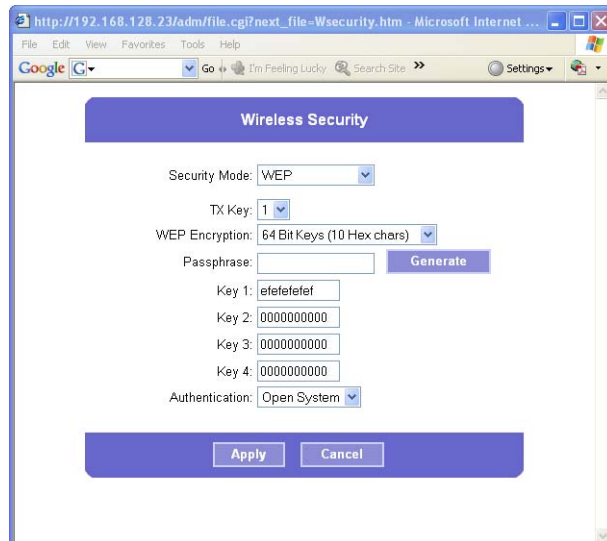 http://192.168.128.23/adm/file.cgi?next_file=Wsecurity.htm - Microsoft Internet ...
File Edit View Favorites Tools Help
Google G Go I'm Feeling Lucky Search Site » Settings
Wireless Security
Security Mode: WEP
TX Key: 1
WEP Encryption: 64 Bit Keys (10 Hex chars)
Passphrase: Generate
Key 1: efefefefef
Key 2: 0000000000
Key 3: 0000000000
Key 4: 0000000000
Authentication: Open System
Apply Cancel